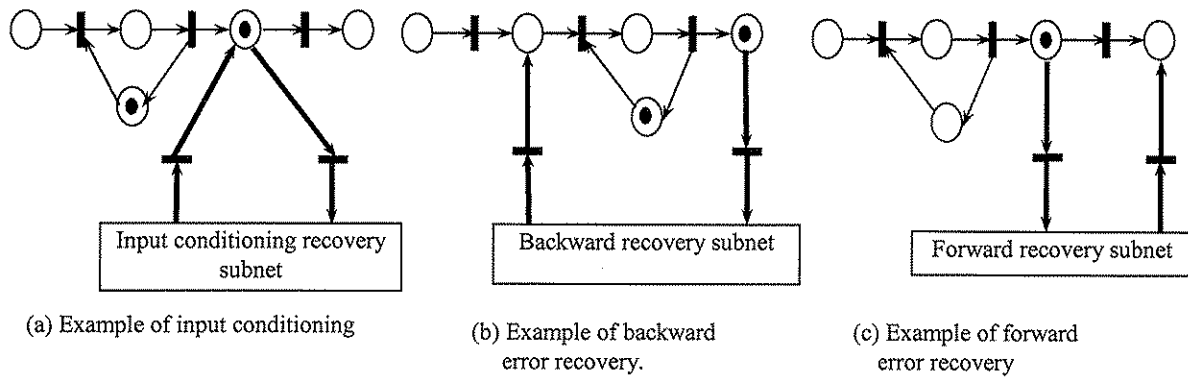 Input conditioning recovery
subnet
Backward recovery subnet
Forward recovery subnet
(a) Example of input conditioning
(b) Example of backward
error recovery.
(c) Example of forward
error recovery